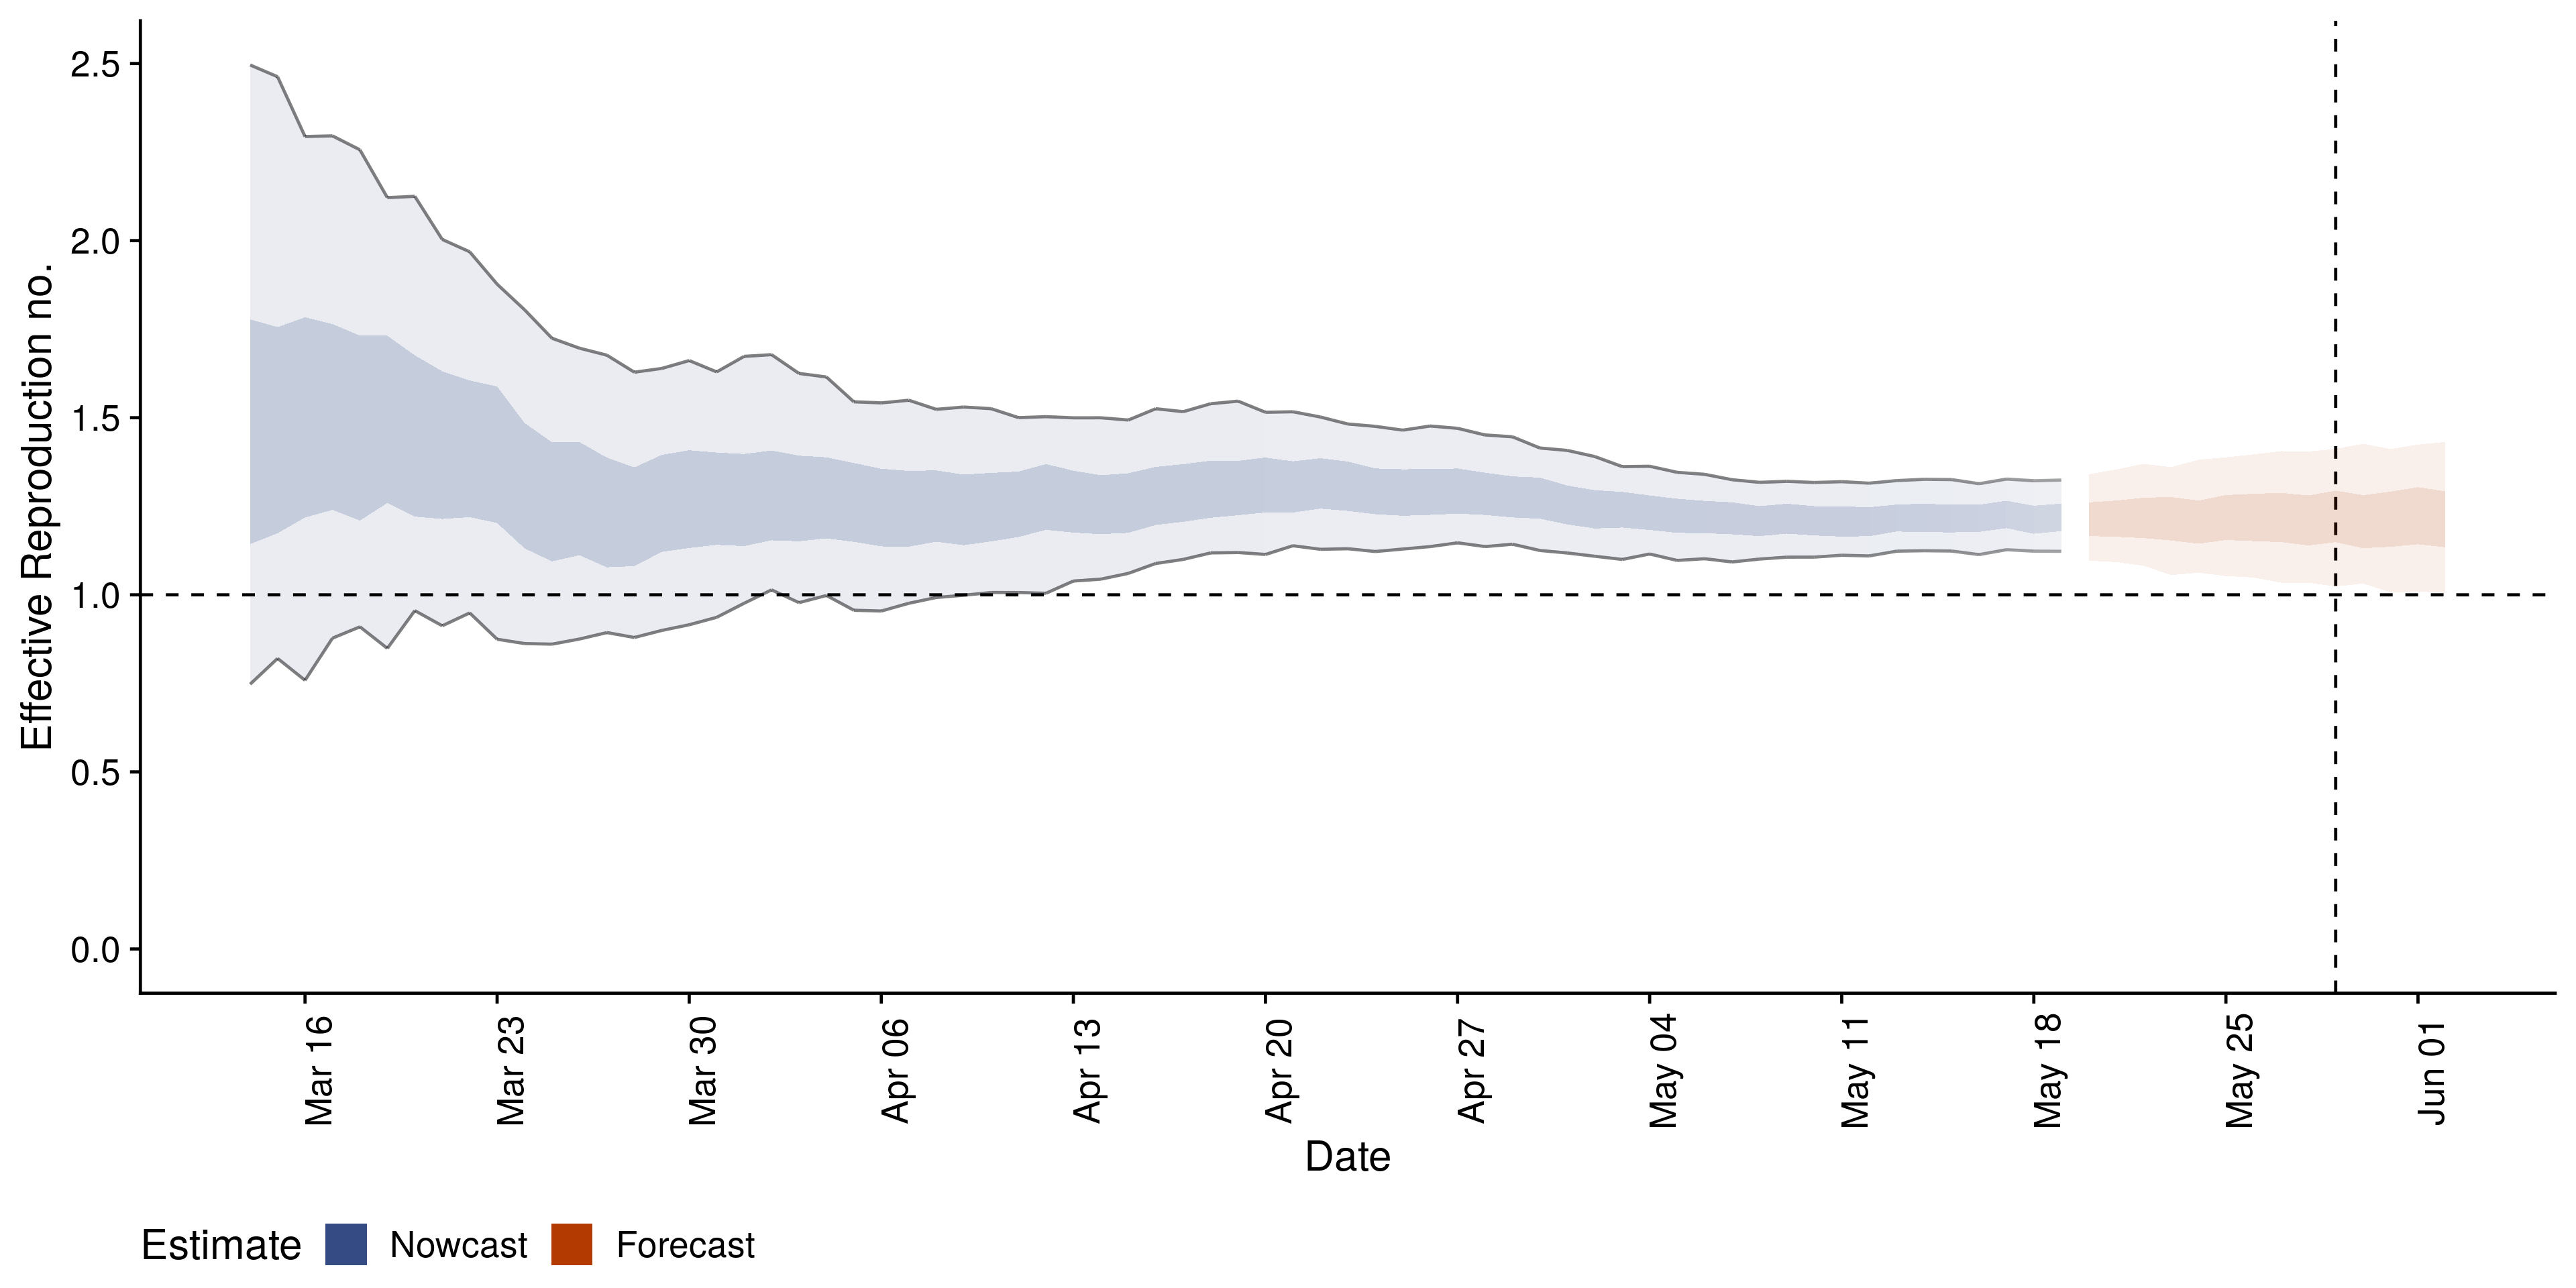 Effective Reproduction no.
2.5
2.0
1.5
1.0
0.5
0.0
Mar 16
Mar 23
Mar 30
Apr 06
Apr 13
Apr 20
Apr 27
May 04
May 11
May 18
May 25
Jun 01
Date
Estimate Nowcast Forecast